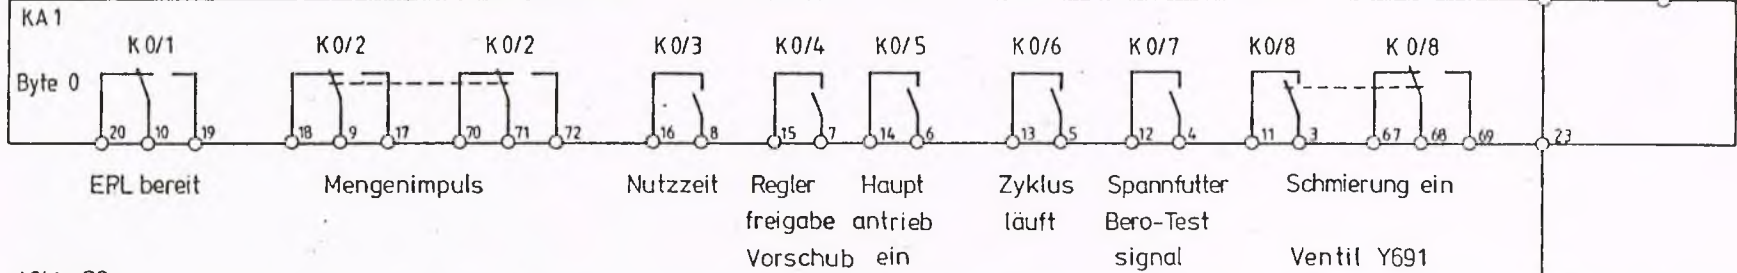 KA1
K0/1 K0/2 K0/2 K0/3 K0/4 K0/5 K0/6 K0/7 K0/8 K0/8
Byte 0
20 10 19 18 9 17 70 71 72 16 8 15 7 14 6 13 5 12 4 11 3 67 68 69 23
EPL bereit Mengenimpuls Nutzzeit Regler Haupt Zyklus Spannfutter Schmierung ein
freigabe antrieb läuft Bero-Test
Vorschub ein signal Ventil Y691